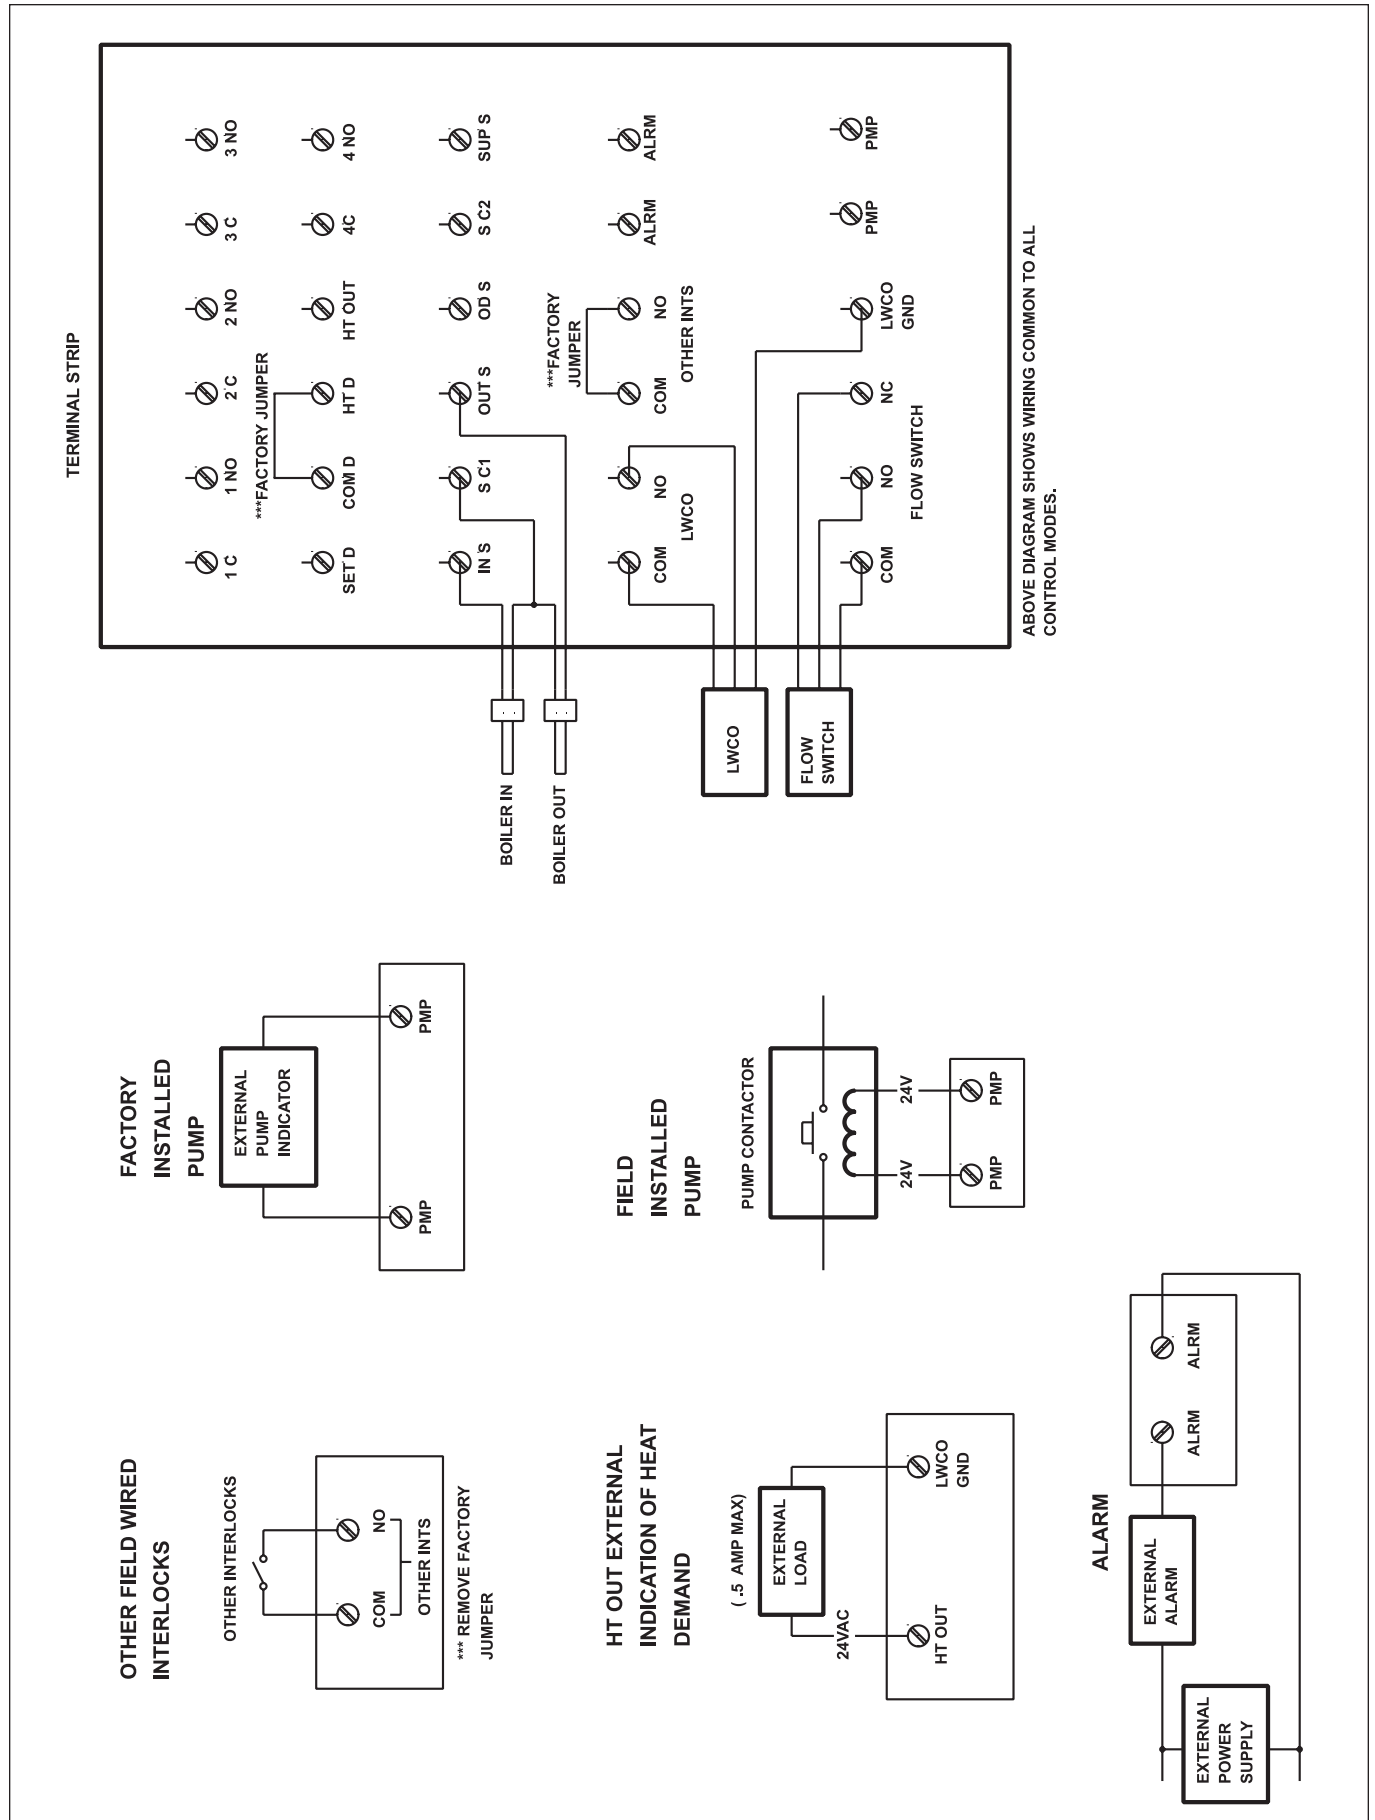 TERMINAL STRIP
1 C
1 NO
2 C
2 NO
3 C
3 NO
***FACTORY JUMPER
SET D
COM D
HT D
HT OUT
4C
4 NO
IN S
S C1
OUT S
OD S
S C2
SUP S
***FACTORY
JUMPER
COM
NO
LWCO
COM
NO
OTHER INTS
ALRM
ALRM
COM
NO
NC
FLOW SWITCH
LWCO
GND
PMP
PMP
BOILER IN
BOILER OUT
LWCO
FLOW
SWITCH
ABOVE DIAGRAM SHOWS WIRING COMMON TO ALL
CONTROL MODES.
OTHER FIELD WIRED
INTERLOCKS
OTHER INTERLOCKS
COM
NO
OTHER INTS
*** REMOVE FACTORY
JUMPER
FACTORY
INSTALLED
PUMP
EXTERNAL
PUMP
INDICATOR
PMP
PMP
HT OUT EXTERNAL
INDICATION OF HEAT
DEMAND
( .5 AMP MAX)
EXTERNAL
LOAD
24VAC
HT OUT
LWCO
GND
FIELD
INSTALLED
PUMP
PUMP CONTACTOR
24V
24V
PMP
PMP
ALARM
EXTERNAL
ALARM
EXTERNAL
POWER
SUPPLY
ALRM
ALRM